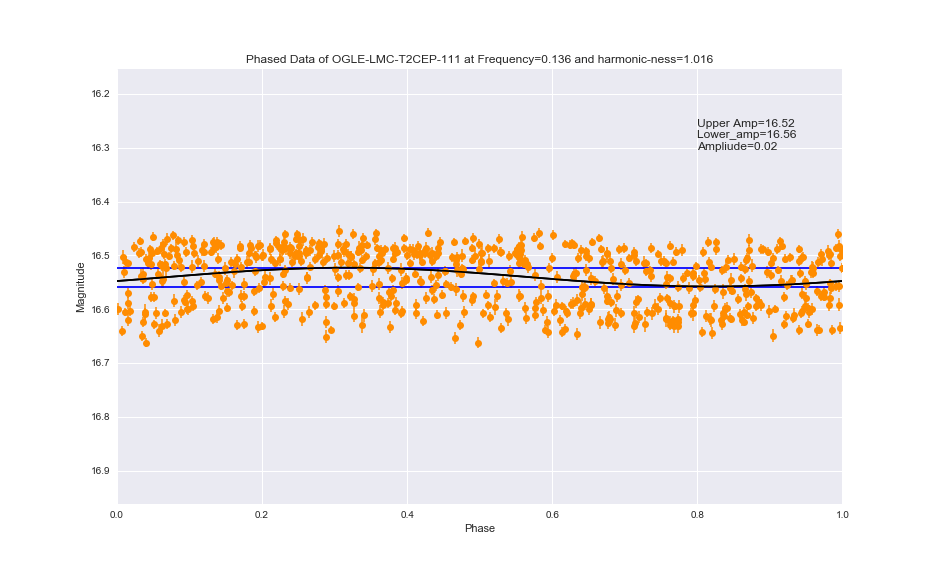 Phased Data of OGLE-LMC-T2CEP-111 at Frequency=0.136 and harmonic-ness=1.016
16.2
16.3
16.4
16.5
16.6
16.7
16.8
16.9
Magnitude
Upper Amp=16.52
Lower_amp=16.56
Ampliude=0.02
0.0
0.2
0.4
0.6
0.8
1.0
Phase